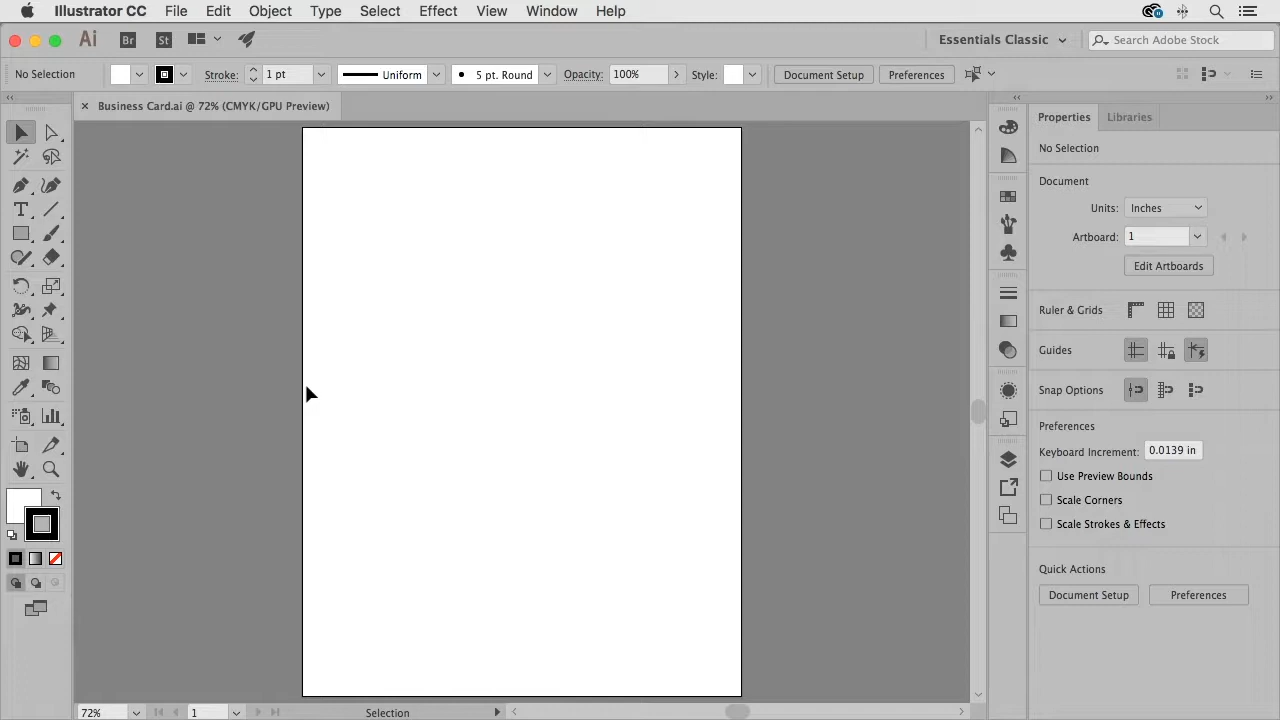 Illustrator CC File Edit Object Type Select Effect View Window Help
Ai Br St Essentials Classic Search Adobe Stock
No Selection Stroke: 1 pt Uniform 5 pt. Round Opacity: 100% Style: Document Setup Preferences
Business Card.ai @ 72% (CMYK/GPU Preview)
Properties Libraries
No Selection
Document
Units: Inches
Artboard: 1
Edit Artboards
Ruler & Grids
Guides
Snap Options
Preferences
Keyboard Increment: 0.0139 in
Use Preview Bounds
Scale Corners
Scale Strokes & Effects
Quick Actions
Document Setup Preferences
72% 1 Selection